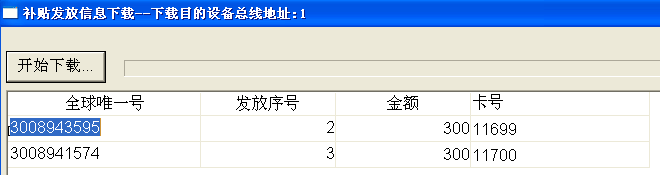 补贴发放信息下载--下载目的设备总线地址:1
开始下载...
全球唯一号 发放序号 金额 卡号
3008943595 2 300 11699
3008941574 3 300 11700